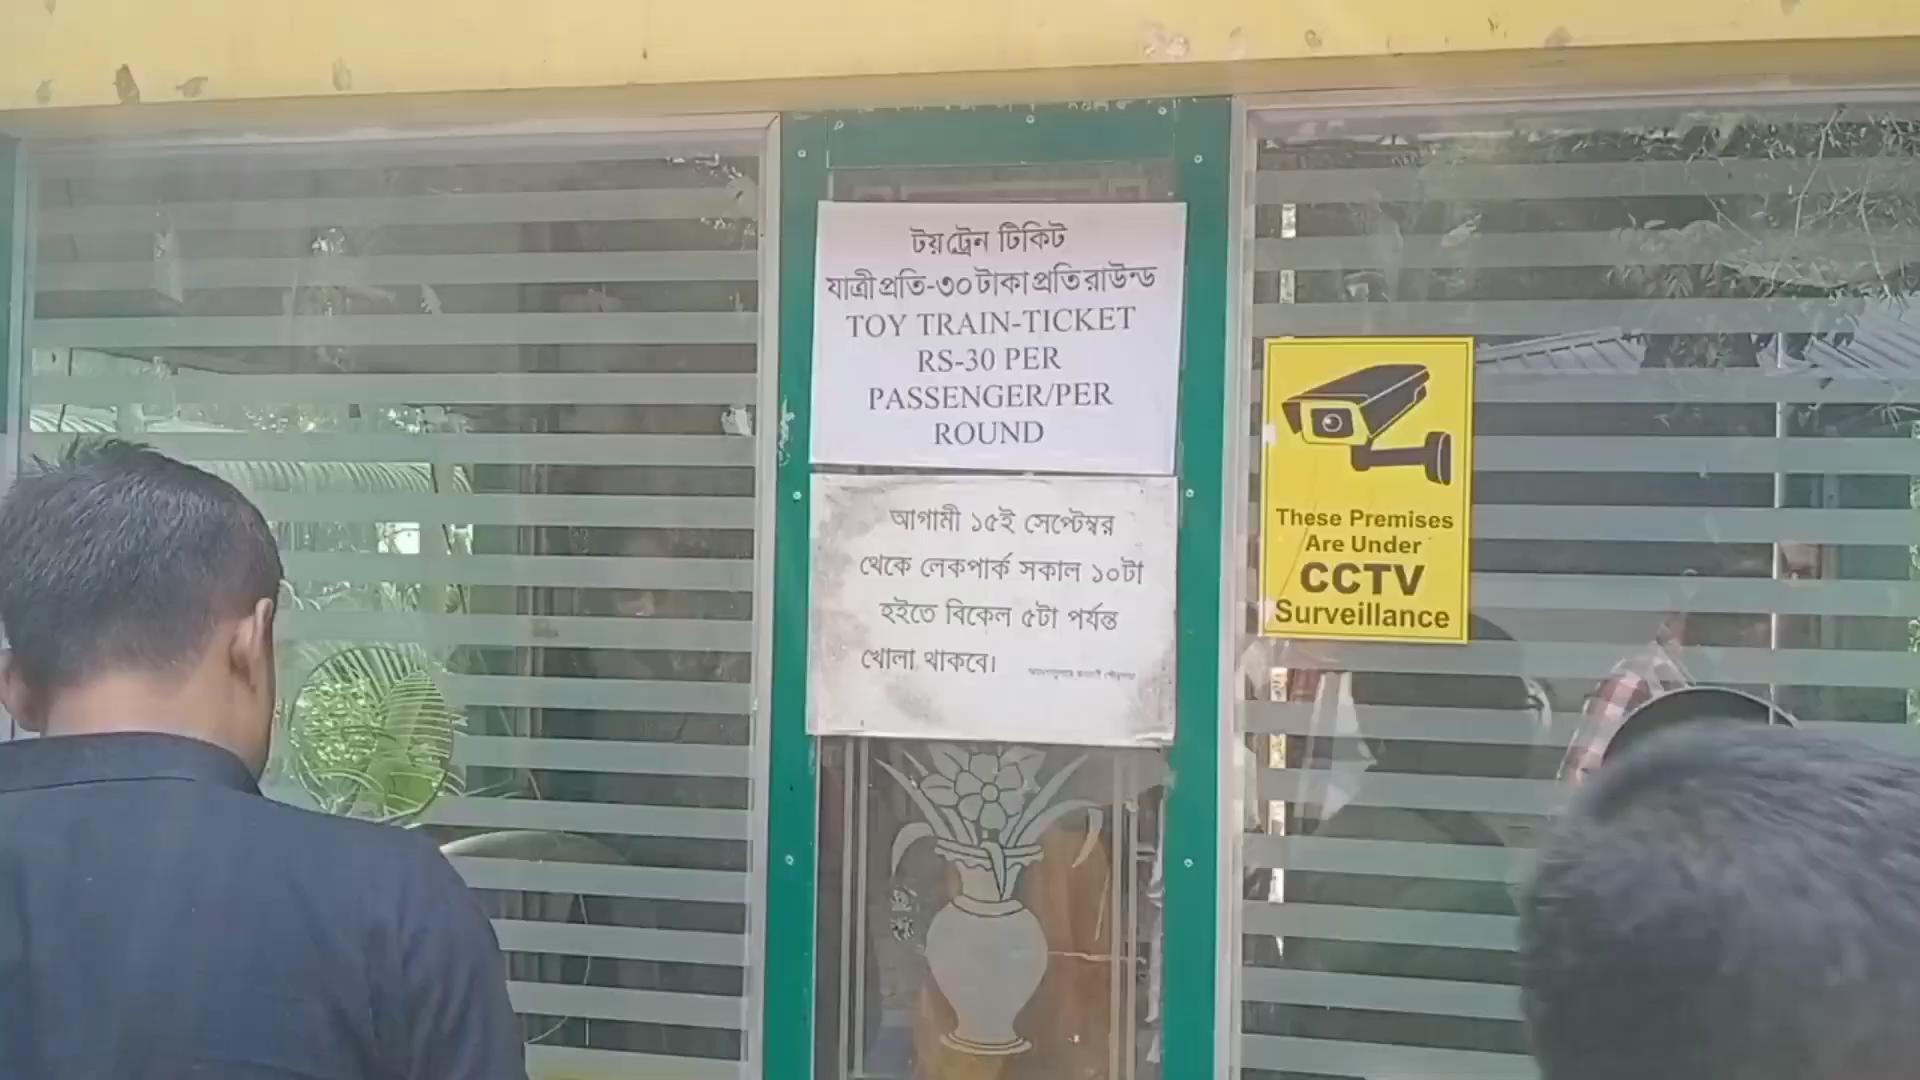 টয় ট্রেন টিকিট
যাত্রী প্রতি-৩০ টাকা প্রতি রাউন্ড
TOY TRAIN-TICKET
RS-30 PER
PASSENGER/PER
ROUND
আগামী ১৫ই সেপ্টেম্বর
থেকে লেকপার্ক সকাল ১০টা
হইতে বিকেল ৫টা পর্যন্ত
খোলা থাকবে।
These Premises
Are Under
CCTV
Surveillance